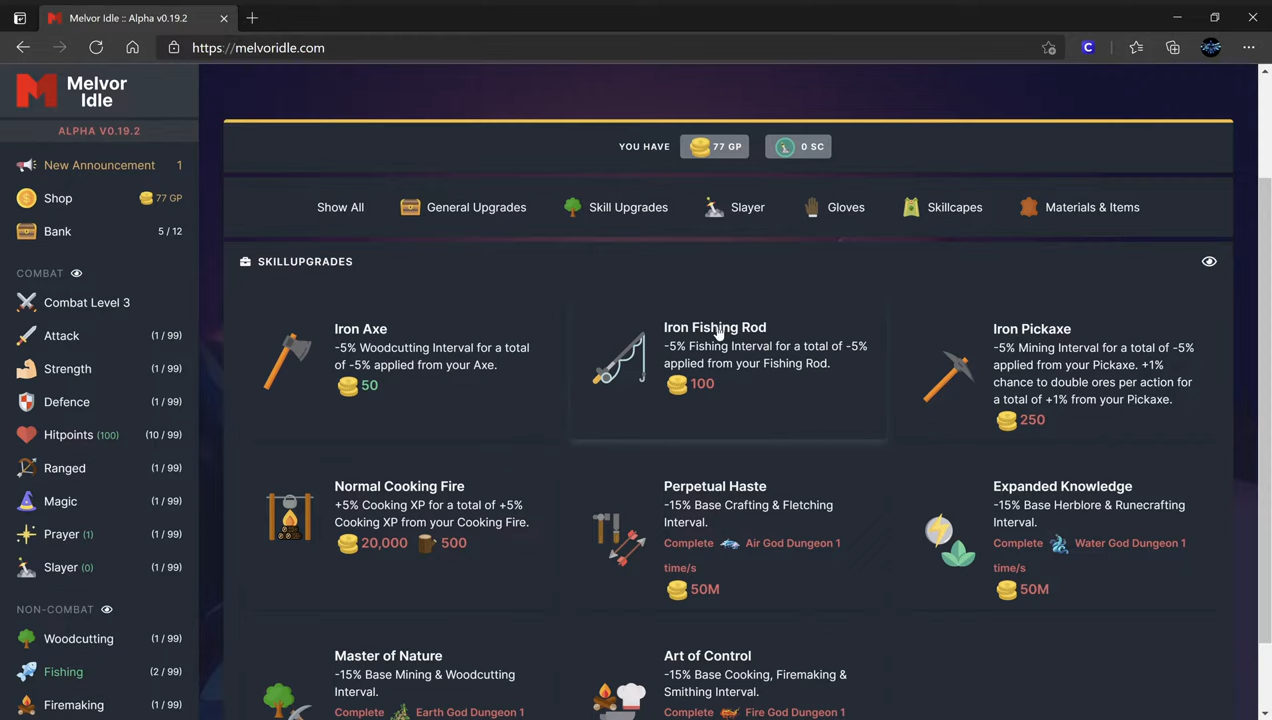 Melvor Idle :: Alpha v0.19.2
https://melvoridle.com
Melvor
Idle
ALPHA V0.19.2
New Announcement 1
Shop 77 GP
Bank 5 / 12
COMBAT
Combat Level 3
Attack (1 / 99)
Strength (1 / 99)
Defence (1 / 99)
Hitpoints (100) (10 / 99)
Ranged (1 / 99)
Magic (1 / 99)
Prayer (1) (1 / 99)
Slayer (0) (1 / 99)
NON-COMBAT
Woodcutting (1 / 99)
Fishing (2 / 99)
Firemaking (1 / 99)
YOU HAVE 77 GP 0 SC
Show All General Upgrades Skill Upgrades Slayer Gloves Skillcapes Materials & Items
SKILLUPGRADES
Iron Axe
-5% Woodcutting Interval for a total
of -5% applied from your Axe.
50
Iron Fishing Rod
-5% Fishing Interval for a total of -5%
applied from your Fishing Rod.
100
Iron Pickaxe
-5% Mining Interval for a total of -5%
applied from your Pickaxe. +1%
chance to double ores per action for
a total of +1% from your Pickaxe.
250
Normal Cooking Fire
+5% Cooking XP for a total of +5%
Cooking XP from your Cooking Fire.
20,000 500
Perpetual Haste
-15% Base Crafting & Fletching
Interval.
Complete Air God Dungeon 1
time/s
50M
Expanded Knowledge
-15% Base Herblore & Runecrafting
Interval.
Complete Water God Dungeon 1
time/s
50M
Master of Nature
-15% Base Mining & Woodcutting
Interval.
Complete Earth God Dungeon 1
Art of Control
-15% Base Cooking, Firemaking &
Smithing Interval.
Complete Fire God Dungeon 1